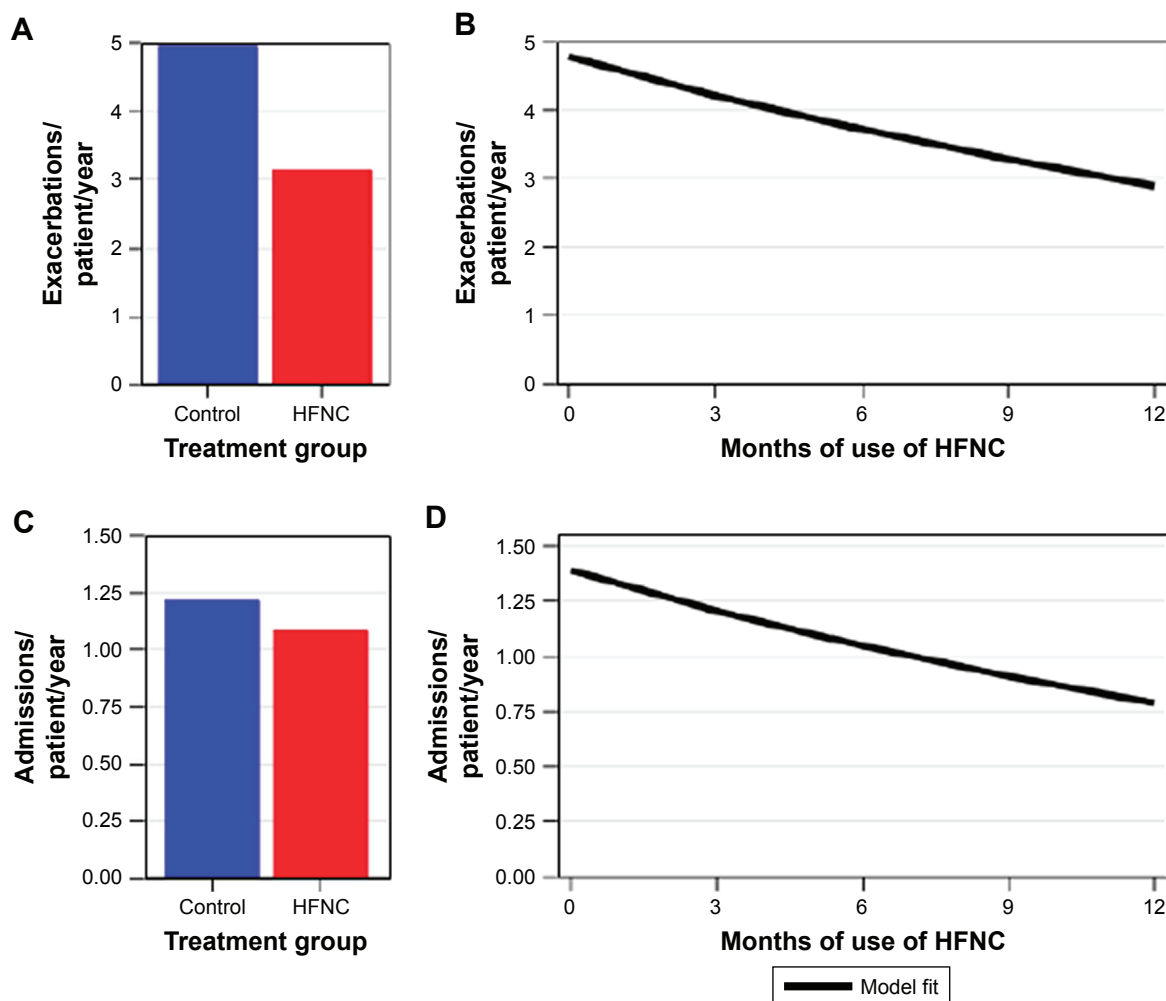 A
Exacerbations/
patient/year
5
4
3
2
1
0
Control HFNC
Treatment group
B
Exacerbations/
patient/year
5
4
3
2
1
0
0 3 6 9 12
Months of use of HFNC
C
Admissions/
patient/year
1.50
1.25
1.00
0.75
0.50
0.25
0.00
Control HFNC
Treatment group
D
Admissions/
patient/year
1.50
1.25
1.00
0.75
0.50
0.25
0.00
0 3 6 9 12
Months of use of HFNC
Model fit